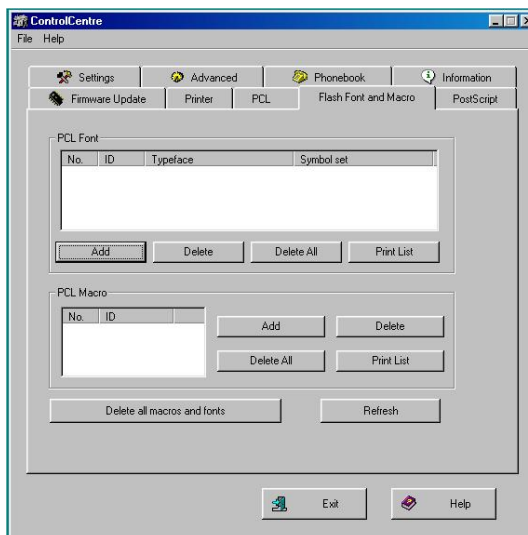 ControlCentre
File Help
Settings Advanced Phonebook Information
Firmware Update Printer PCL Flash Font and Macro PostScript
PCL Font
No. ID Typeface Symbol set
Add Delete Delete All Print List
PCL Macro
No. ID
Add Delete
Delete All Print List
Delete all macros and fonts Refresh
Exit Help